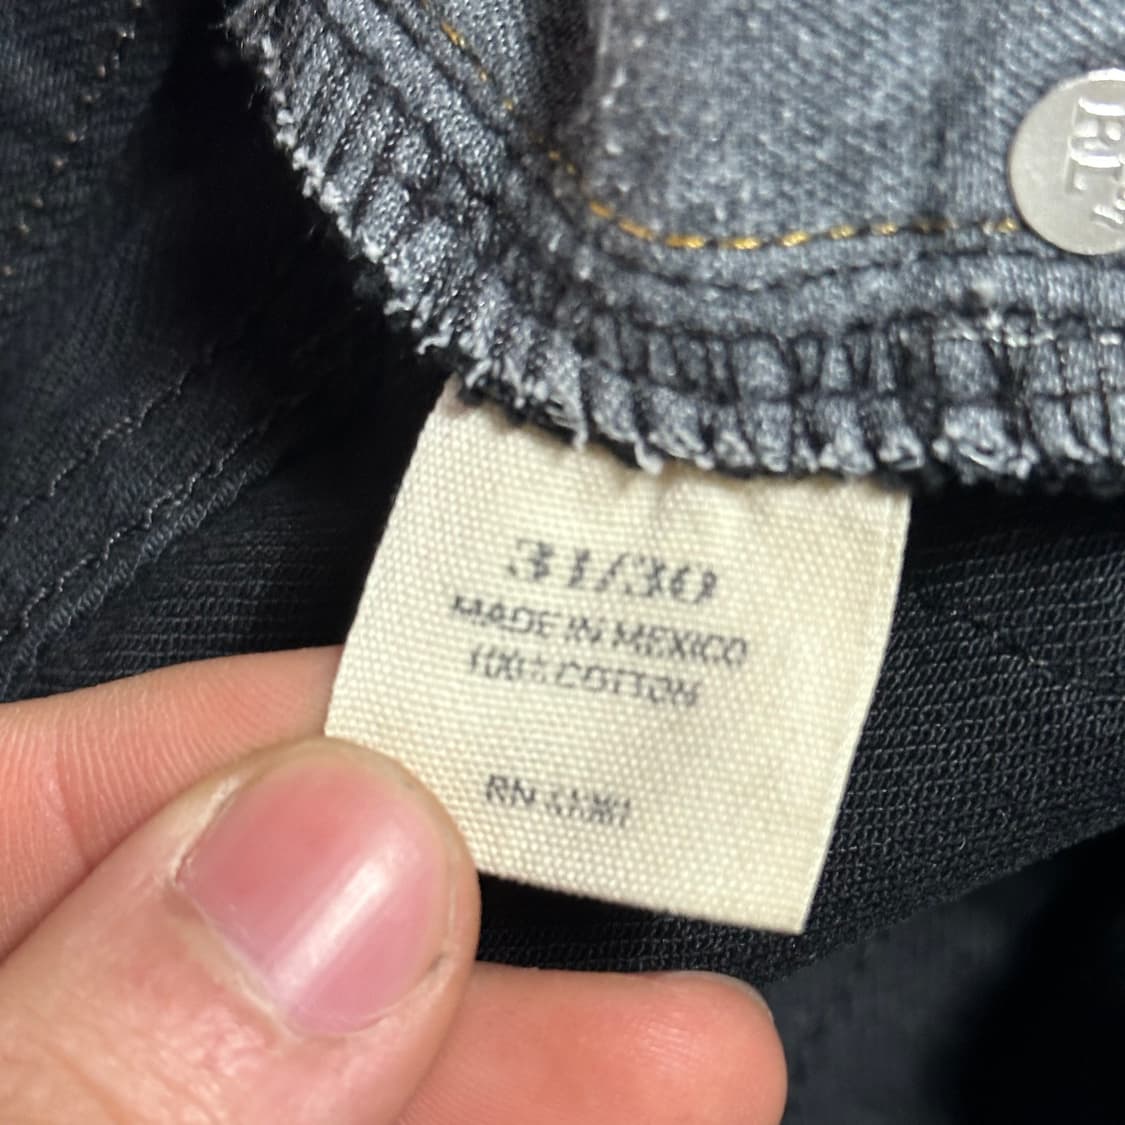 31/30
MADE IN MEXICO
100% COTTON
RN